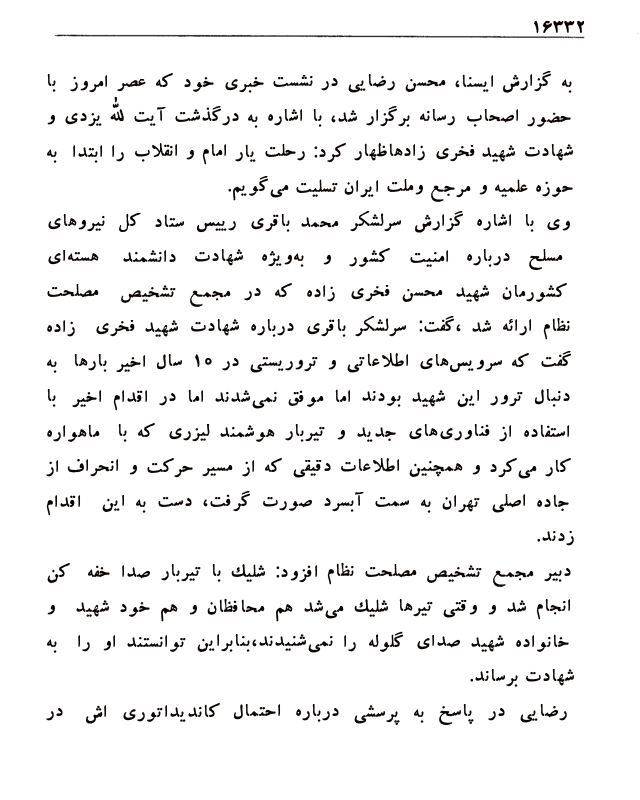 ۱۶۳۳۲
به گزارش ایسنا، محسن رضایی در نشست خبری خود که عصر امروز با
حضور اصحاب رسانه برگزار شد، با اشاره به درگذشت آیت لله یزدی و
شهادت شهید فخری زادهاظهار کرد: رحلت یار امام و انقلاب را ابتدا به
حوزه علمیه و مرجع وملت ایران تسلیت می‌گویم.
وی با اشاره گزارش سرلشکر محمد باقری رییس ستاد کل نیروهای
مسلح درباره امنیت کشور و به‌ویژه شهادت دانشمند هسته‌ای
کشورمان شهید محسن فخری زاده که در مجمع تشخیص مصلحت
نظام ارائه شد ،گفت: سرلشکر باقری درباره شهادت شهید فخری زاده
گفت که سرویس‌های اطلاعاتی و تروریستی در ۱۵ سال اخیر بارها به
دنبال ترور این شهید بودند اما موفق نمی‌شدند اما در اقدام اخیر با
استفاده از فناوری‌های جدید و تیربار هوشمند لیزری که با ماهواره
کار می‌کرد و همچنین اطلاعات دقیقی که از مسیر حرکت و انحراف از
جاده اصلی تهران به سمت آبسرد صورت گرفت، دست به این اقدام
زدند.
دبیر مجمع تشخیص مصلحت نظام افزود: شلیك با تیربار صدا خفه کن
انجام شد و وقتی تیرها شلیك می‌شد هم محافظان و هم خود شهید و
خانواده شهید صدای گلوله را نمی‌شنیدند،بنابراین توانستند او را به
شهادت برساند.
رضایی در پاسخ به پرسشی درباره احتمال کاندیداتوری اش در